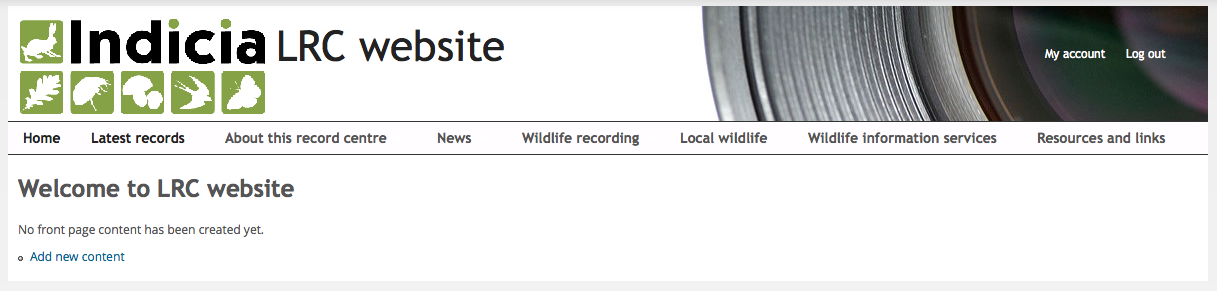 Indicia LRC website
My account Log out
Home Latest records About this record centre News Wildlife recording Local wildlife Wildlife information services Resources and links
Welcome to LRC website
No front page content has been created yet.
Add new content